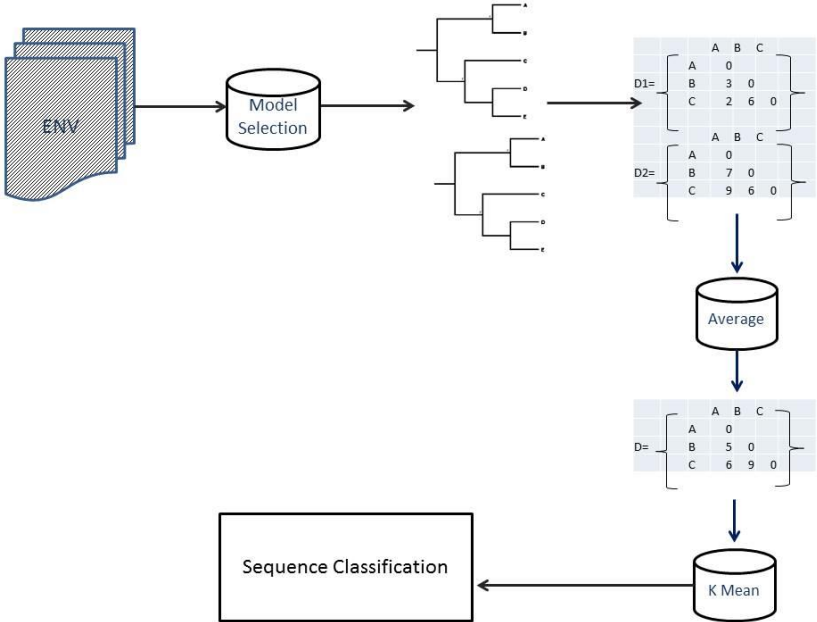 ENV
Model
Selection
A
B
C
D
E
A
B
C
D
E
A B C
A 0
D1= B 3 0
C 2 6 0
A B C
A 0
D2= B 7 0
C 9 6 0
Average
A B C
A 0
D= B 5 0
C 6 9 0
K Mean
Sequence Classification